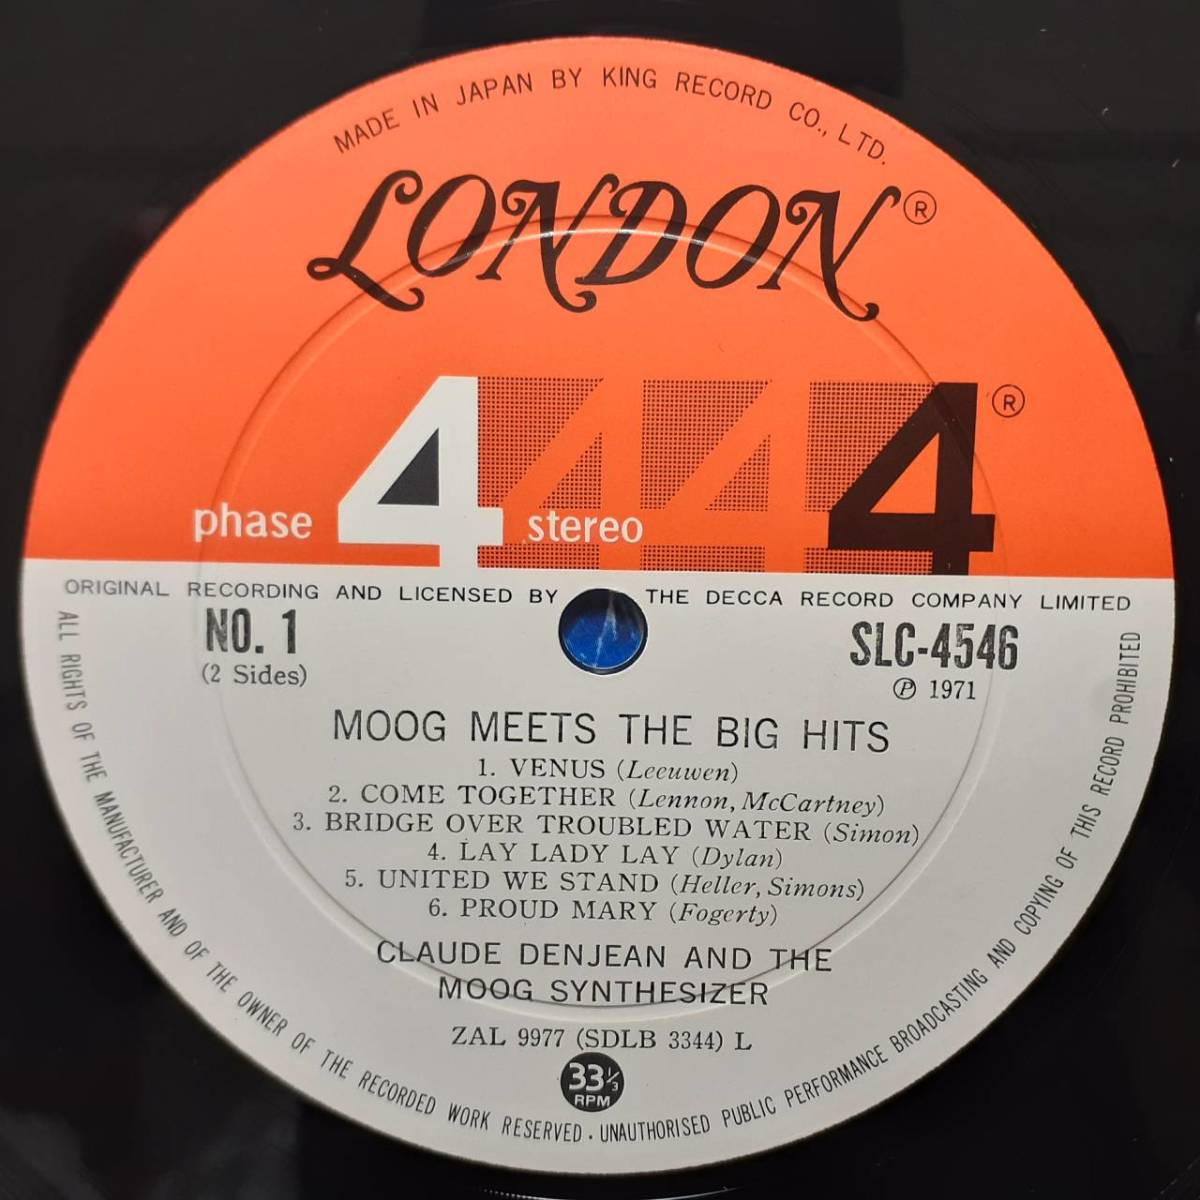 MADE IN JAPAN BY KING RECORD CO., LTD.
LONDON®
phase 4 stereo 4 4 4 ®
ORIGINAL RECORDING AND LICENSED BY THE DECCA RECORD COMPANY LIMITED
NO. 1
(2 Sides)
SLC-4546
℗ 1971
MOOG MEETS THE BIG HITS
1. VENUS (Leeuwen)
2. COME TOGETHER (Lennon, McCartney)
3. BRIDGE OVER TROUBLED WATER (Simon)
4. LAY LADY LAY (Dylan)
5. UNITED WE STAND (Heller, Simons)
6. PROUD MARY (Fogerty)
CLAUDE DENJEAN AND THE
MOOG SYNTHESIZER
ZAL 9977 (SDLB 3344) L
33⅓
RPM
ALL RIGHTS OF THE MANUFACTURER AND OF THE OWNER OF THE RECORDED WORK RESERVED · UNAUTHORISED PUBLIC PERFORMANCE BROADCASTING AND COPYING OF THIS RECORD PROHIBITED